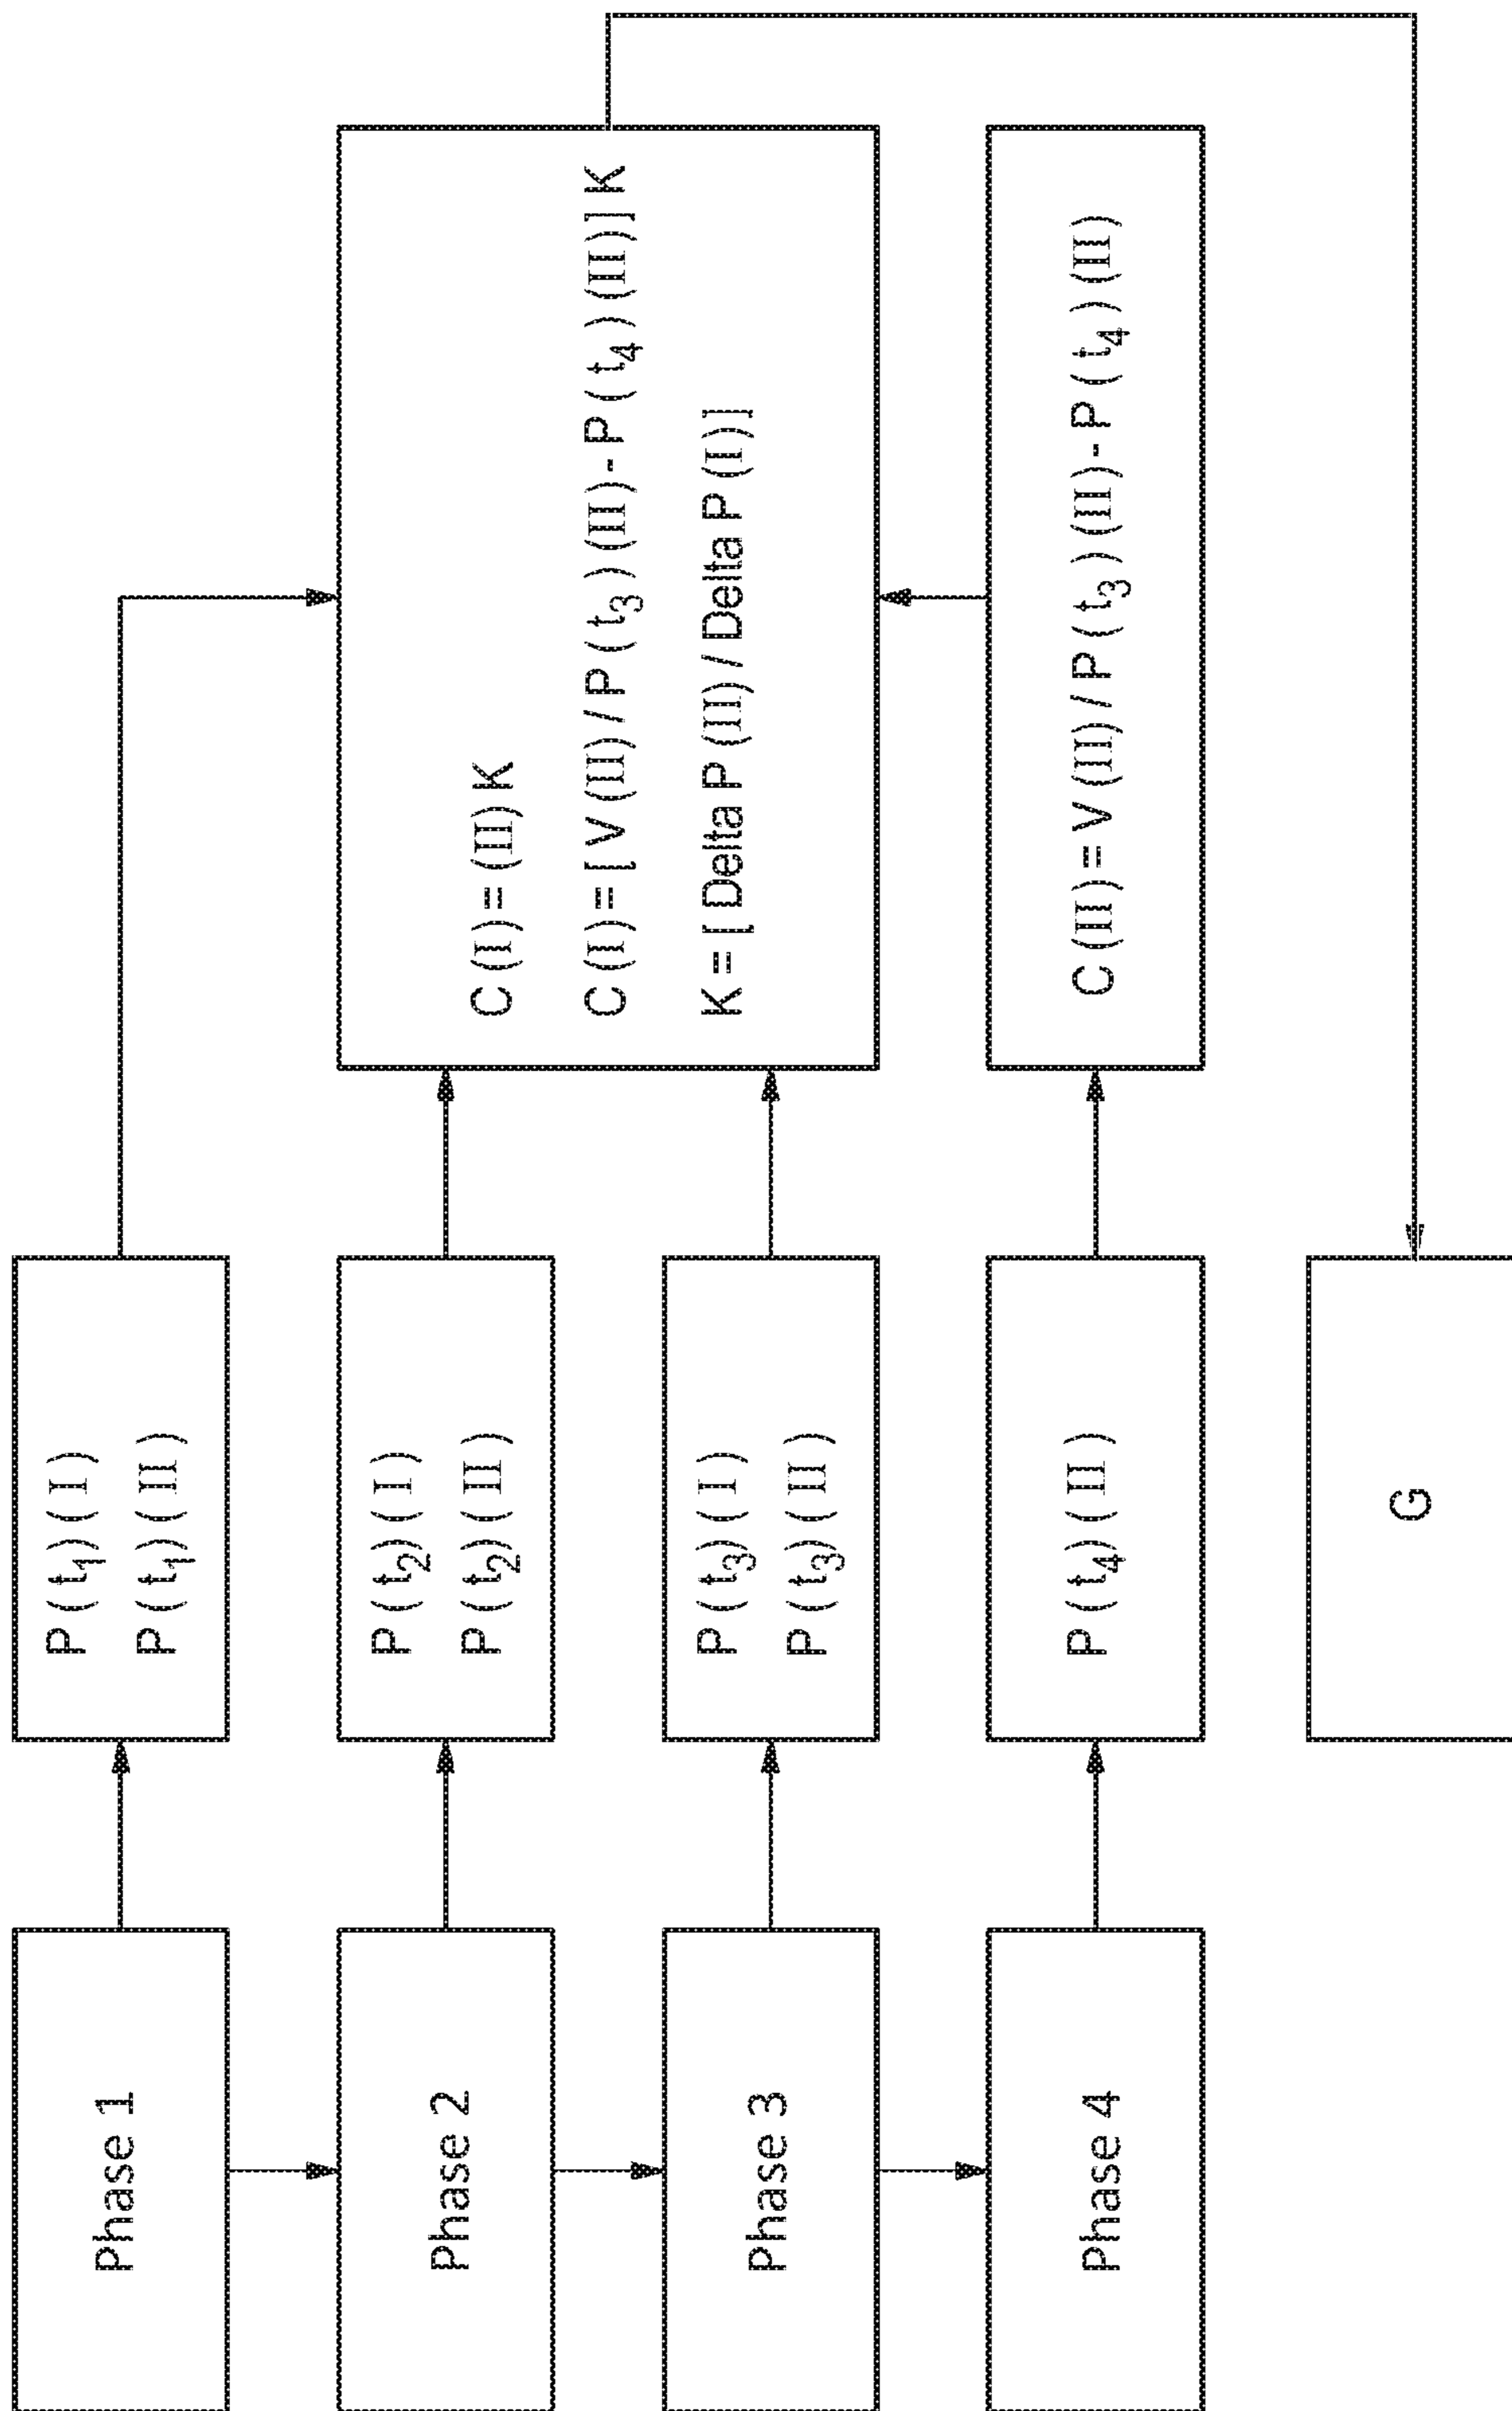 Phase 1
P ( t1) ( I )
P ( t1) ( II )
Phase 2
P ( t2) ( I )
P ( t2) ( II )
Phase 3
P ( t3) ( I )
P ( t3) ( II )
C (I) = (II) K
C (I) = [ V (II) / P ( t3 ) (II) - P ( t4 ) (II)] K
K = [ Delta P (II) / Delta P (I)]
Phase 4
P ( t4) ( II )
C (II) = V (II) / P ( t3 ) (II) - P ( t4 ) (II)
G